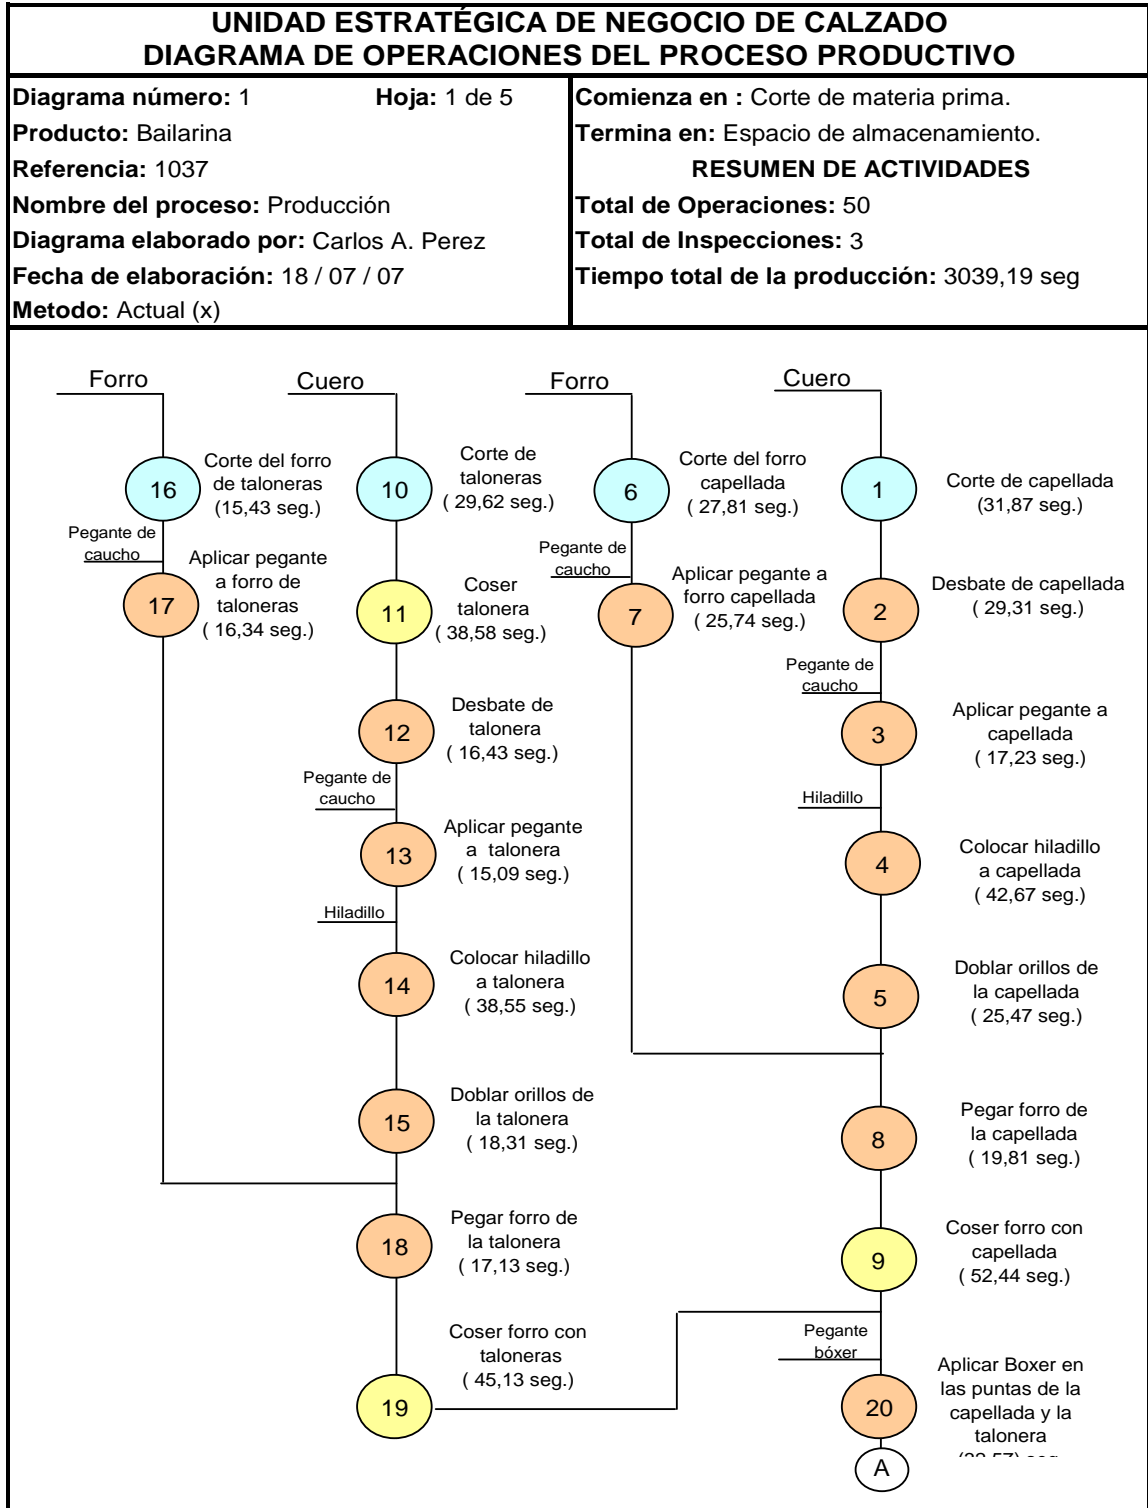 UNIDAD ESTRATÉGICA DE NEGOCIO DE CALZADO
DIAGRAMA DE OPERACIONES DEL PROCESO PRODUCTIVO
Diagrama número: 1 Hoja: 1 de 5
Producto: Bailarina
Referencia: 1037
Nombre del proceso: Producción
Diagrama elaborado por: Carlos A. Perez
Fecha de elaboración: 18 / 07 / 07
Metodo: Actual (x)
Comienza en : Corte de materia prima.
Termina en: Espacio de almacenamiento.
RESUMEN DE ACTIVIDADES
Total de Operaciones: 50
Total de Inspecciones: 3
Tiempo total de la producción: 3039,19 seg
Forro
16
Corte del forro
de taloneras
(15,43 seg.)
Pegante de
caucho
17
Aplicar pegante
a forro de
taloneras
( 16,34 seg.)
Cuero
10
Corte de
taloneras
( 29,62 seg.)
11
Coser
talonera
( 38,58 seg.)
12
Desbate de
talonera
( 16,43 seg.)
Pegante de
caucho
13
Aplicar pegante
a talonera
( 15,09 seg.)
Hiladillo
14
Colocar hiladillo
a talonera
( 38,55 seg.)
15
Doblar orillos de
la talonera
( 18,31 seg.)
18
Pegar forro de
la talonera
( 17,13 seg.)
19
Coser forro con
taloneras
( 45,13 seg.)
Forro
6
Corte del forro
capellada
( 27,81 seg.)
Pegante de
caucho
7
Aplicar pegante a
forro capellada
( 25,74 seg.)
Cuero
1
Corte de capellada
(31,87 seg.)
2
Desbate de capellada
( 29,31 seg.)
Pegante de
caucho
3
Aplicar pegante a
capellada
( 17,23 seg.)
Hiladillo
4
Colocar hiladillo
a capellada
( 42,67 seg.)
5
Doblar orillos de
la capellada
( 25,47 seg.)
8
Pegar forro de
la capellada
( 19,81 seg.)
9
Coser forro con
capellada
( 52,44 seg.)
Pegante
bóxer
20
Aplicar Boxer en
las puntas de la
capellada y la
talonera
A